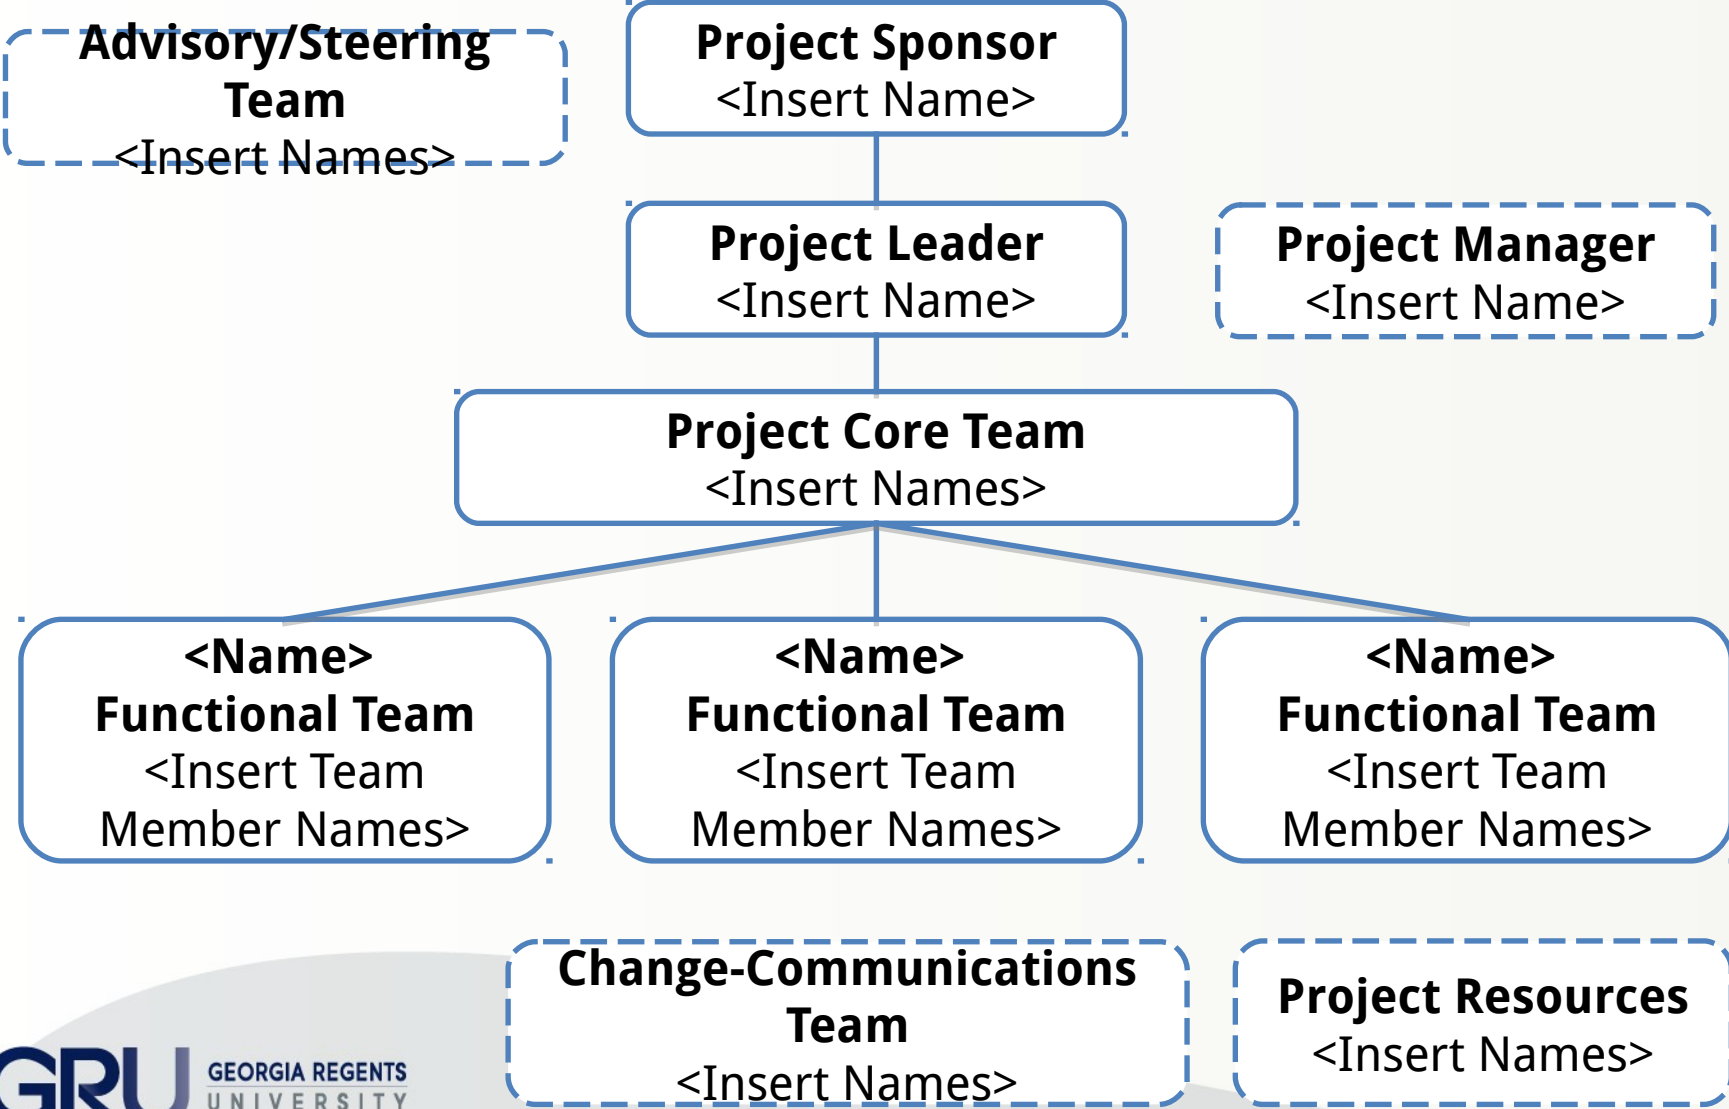 Advisory/Steering
Team
<Insert Names>
Project Sponsor
<Insert Name>
Project Leader
<Insert Name>
Project Manager
<Insert Name>
Project Core Team
<Insert Names>
<Name>
Functional Team
<Insert Team
Member Names>
<Name>
Functional Team
<Insert Team
Member Names>
<Name>
Functional Team
<Insert Team
Member Names>
Change-Communications
Team
<Insert Names>
Project Resources
<Insert Names>
GRU
GEORGIA REGENTS
UNIVERSITY